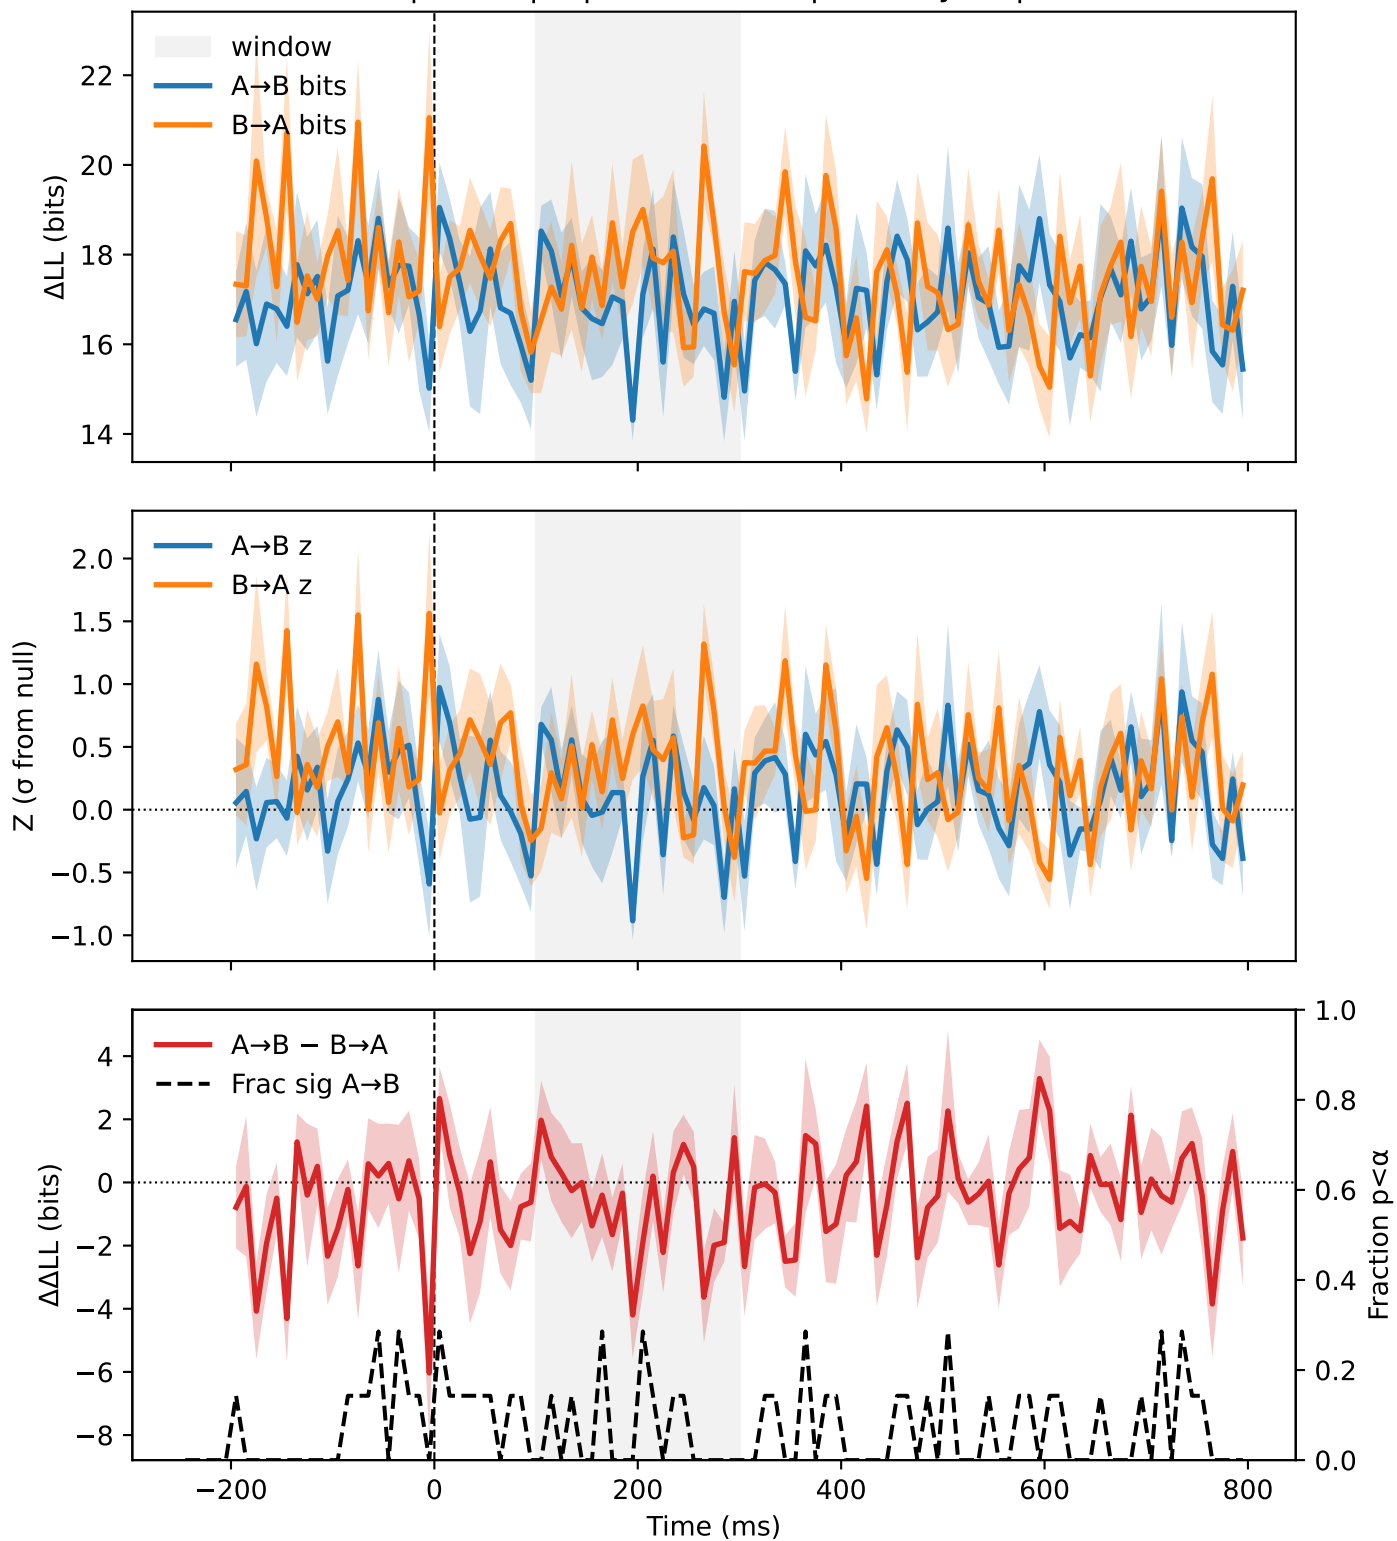 window
A→B bits
B→A bits
22
20
18
16
14
ΔLL (bits)
A→B z
B→A z
2.0
1.5
1.0
0.5
0.0
−0.5
−1.0
Z (σ from null)
A→B − B→A
Frac sig A→B
4
2
0
−2
−4
−6
−8
ΔΔLL (bits)
1.0
0.8
0.6
0.4
0.2
0.0
Fraction p<α
−200 0 200 400 600 800
Time (ms)